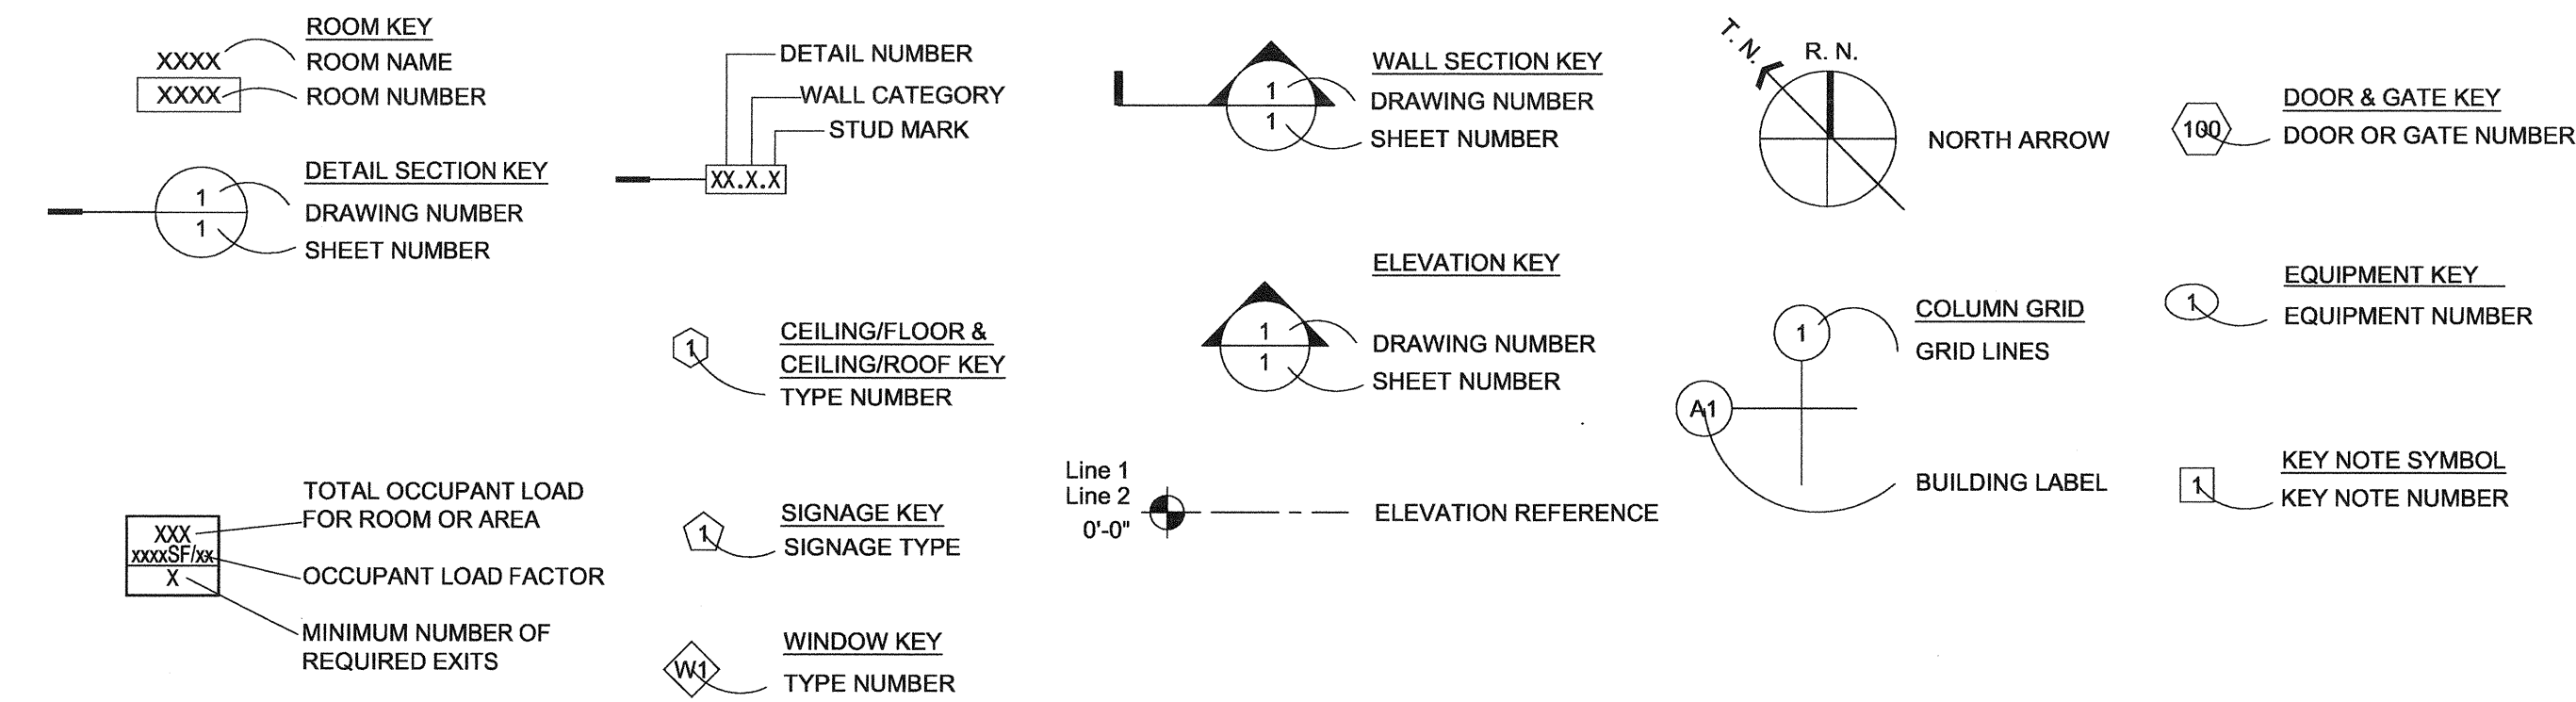 ROOM KEY
XXXX
ROOM NAME
XXXX
ROOM NUMBER
DETAIL SECTION KEY
1
DRAWING NUMBER
1
SHEET NUMBER
TOTAL OCCUPANT LOAD
FOR ROOM OR AREA
XXX
xxxxSF/xx
OCCUPANT LOAD FACTOR
X
MINIMUM NUMBER OF
REQUIRED EXITS
DETAIL NUMBER
WALL CATEGORY
STUD MARK
XX.X.X
CEILING/FLOOR &
1
CEILING/ROOF KEY
TYPE NUMBER
SIGNAGE KEY
1
SIGNAGE TYPE
WINDOW KEY
W1
TYPE NUMBER
WALL SECTION KEY
1
DRAWING NUMBER
1
SHEET NUMBER
ELEVATION KEY
1
DRAWING NUMBER
1
SHEET NUMBER
Line 1
Line 2
0'-0"
ELEVATION REFERENCE
T. N.
R. N.
NORTH ARROW
COLUMN GRID
1
GRID LINES
A1
BUILDING LABEL
DOOR & GATE KEY
100
DOOR OR GATE NUMBER
EQUIPMENT KEY
1
EQUIPMENT NUMBER
KEY NOTE SYMBOL
1
KEY NOTE NUMBER